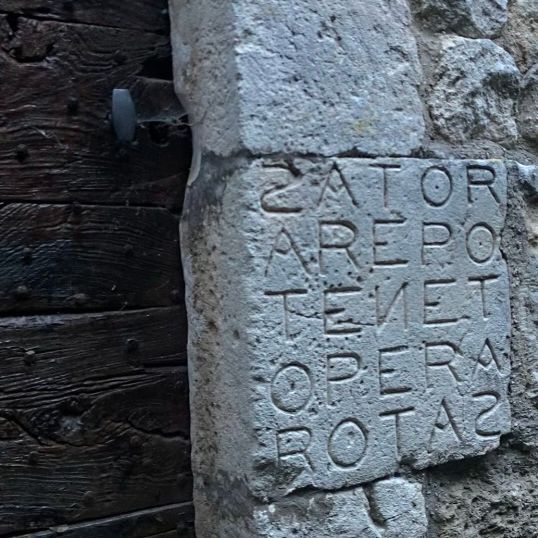 SATOR
AREPO
TENET
OPERA
ROTAS